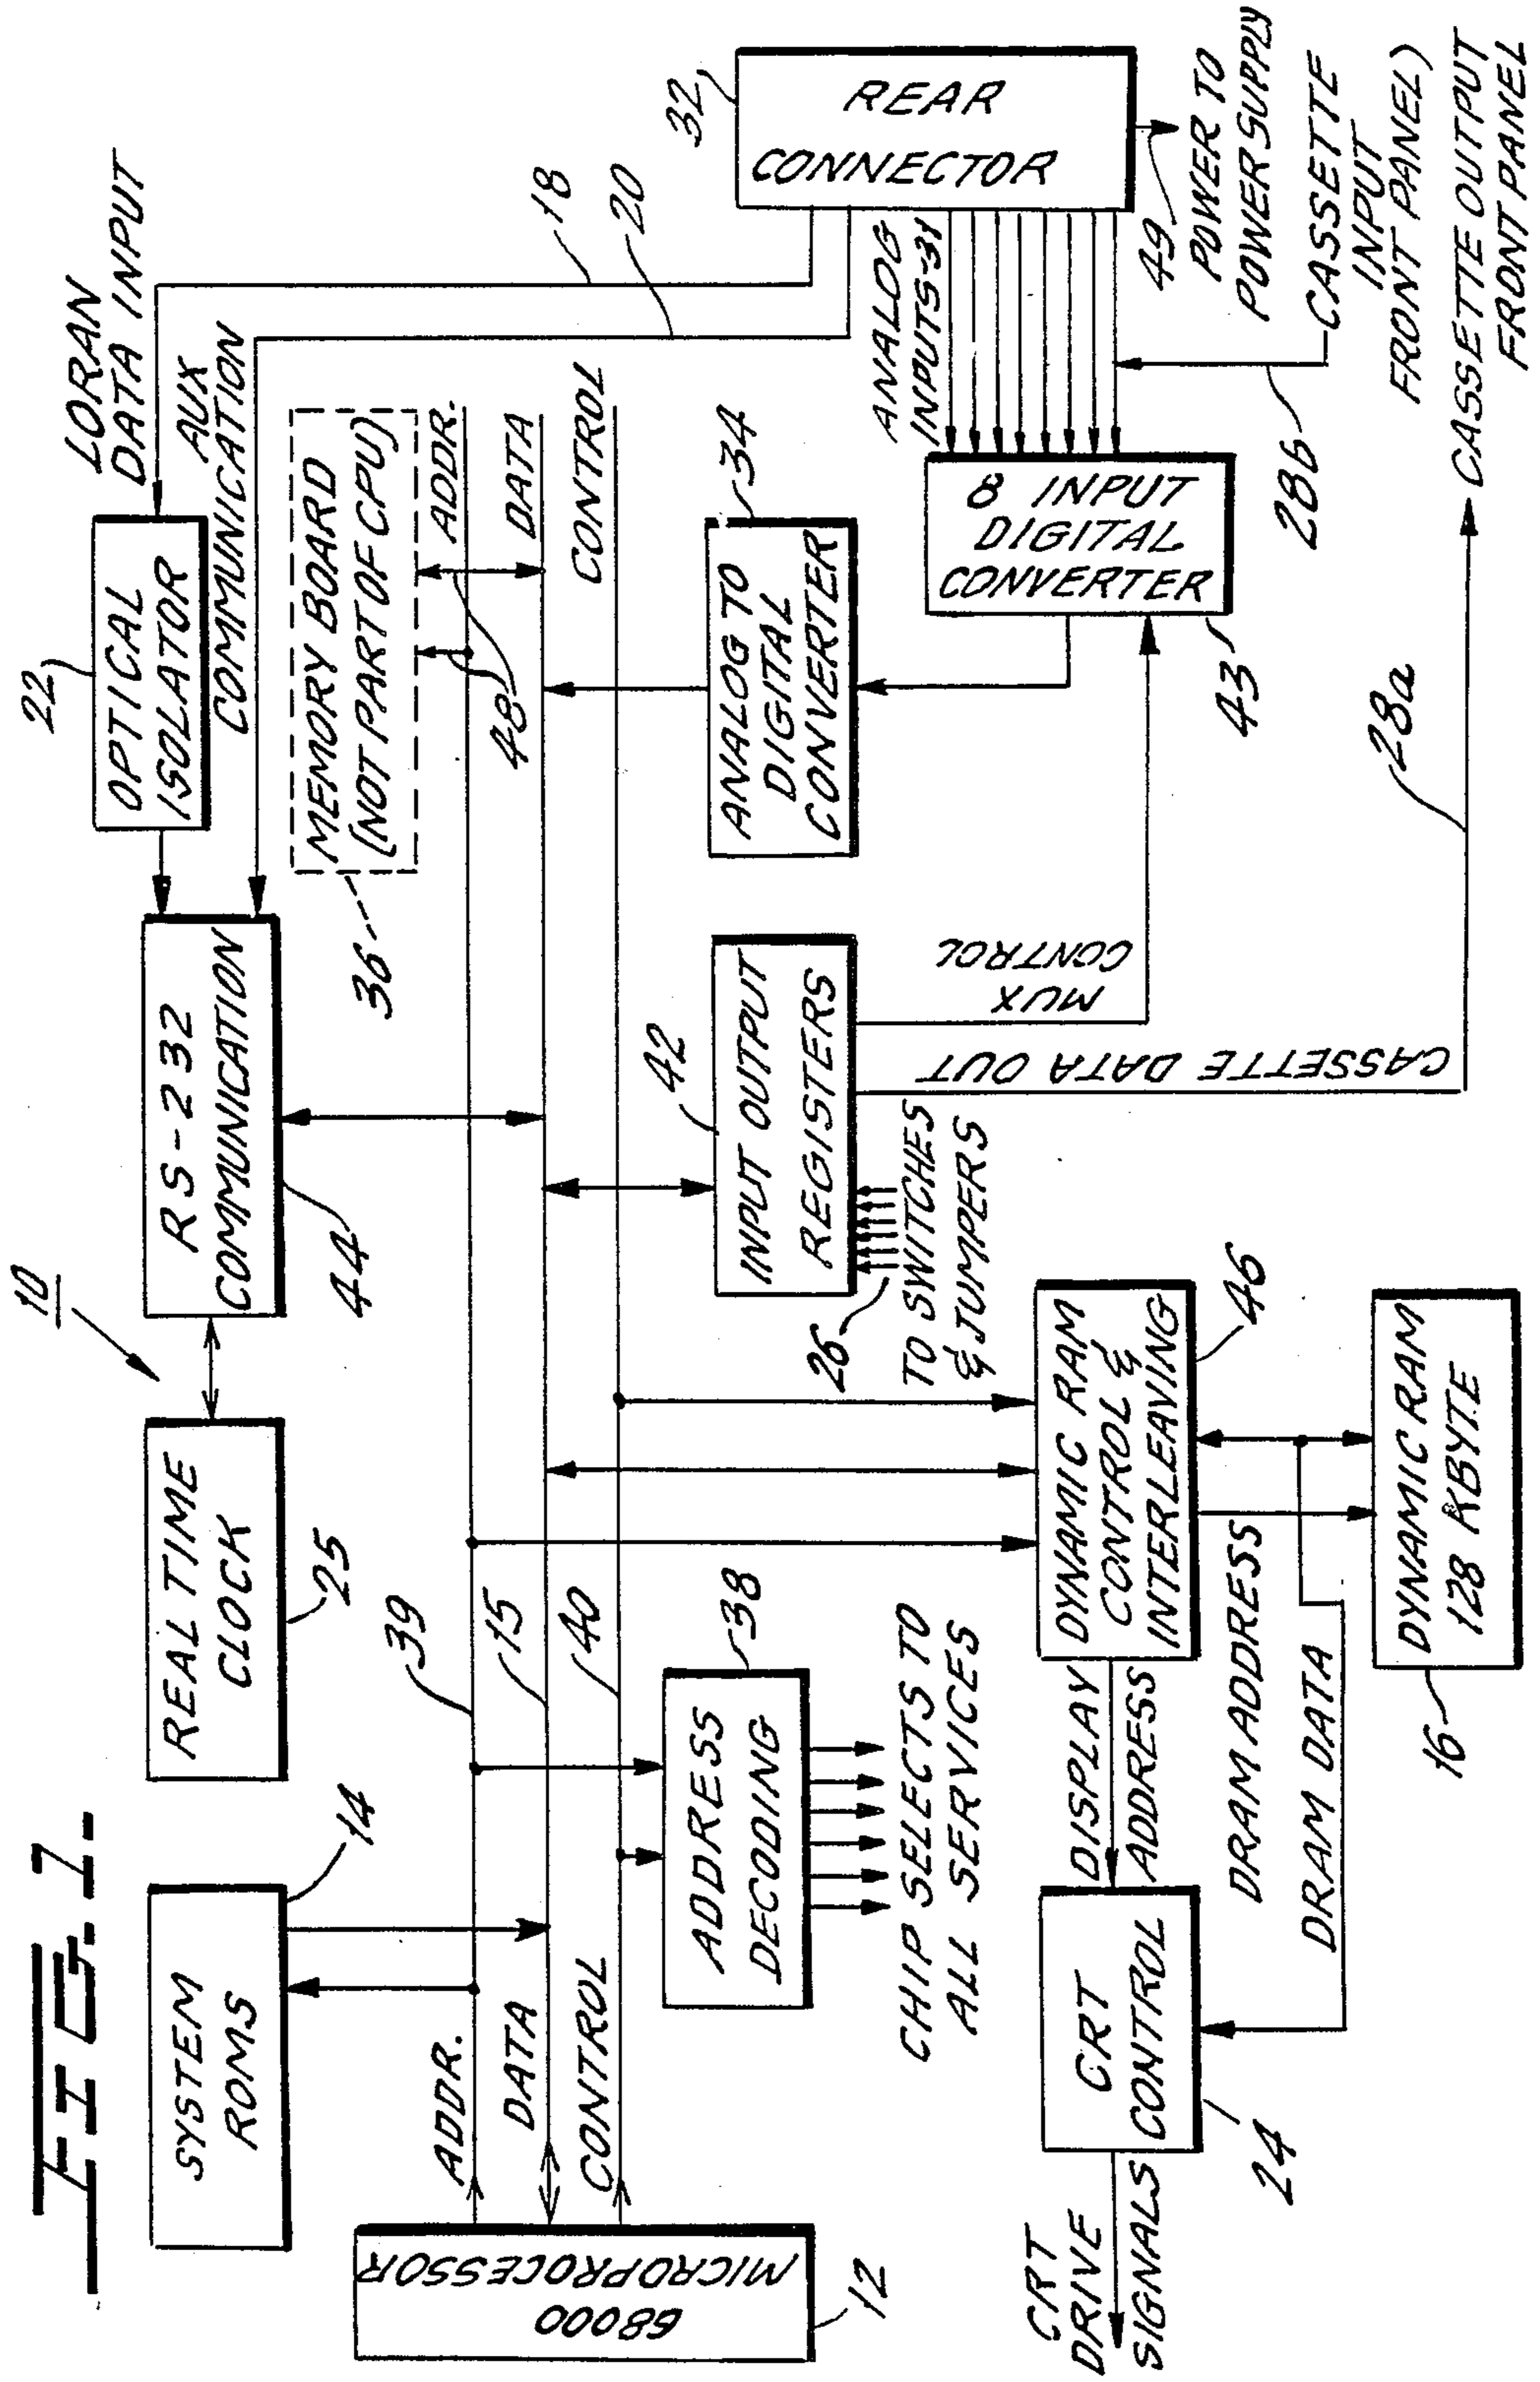 FIG. 1.
10
SYSTEM
ROMS
14
REAL TIME
CLOCK
25
RS-232
COMMUNICATION
44
22
OPTICAL
ISOLATOR
LORAN
DATA INPUT
AUX
COMMUNICATION
18
20
36
MEMORY BOARD
(NOT PART OF CPU)
48
ADDR.
DATA
CONTROL
68000
MICROPROCESSOR
12
ADDR.
DATA
CONTROL
39
15
40
ADDRESS
DECODING
38
CHIP SELECTS TO
ALL SERVICES
42
INPUT OUTPUT
REGISTERS
26
TO SWITCHES
& JUMPERS
MUX
CONTROL
CASSETTE DATA OUT
ANALOG TO
DIGITAL
CONVERTER
34
8 INPUT
DIGITAL
CONVERTER
43
ANALOG
INPUTS-31
32
REAR
CONNECTOR
49
POWER TO
POWER SUPPLY
28b
CASSETTE
INPUT
FRONT PANEL)
28a
CASSETTE OUTPUT
FRONT PANEL
DYNAMIC RAM
CONTROL &
INTERLEAVING
46
DISPLAY
ADDRESS
DRAM ADDRESS
DRAM DATA
DYNAMIC RAM
128 KBYTE
16
CRT
CONTROL
24
CRT
DRIVE
SIGNALS